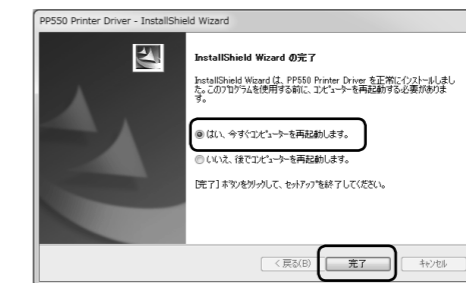 PP550 Printer Driver - InstallShield Wizard
InstallShield Wizard の完了
InstallShield Wizard は、PP550 Printer Driver を正常にインストールしまし
た。このプログラムを使用する前に、コンピューターを再起動する必要がありま
す。
はい、今すぐコンピューターを再起動します。
いいえ、後でコンピューターを再起動します。
[完了] ボタンをクリックして、セットアップを終了してください。
< 戻る(B)
完了
キャンセル